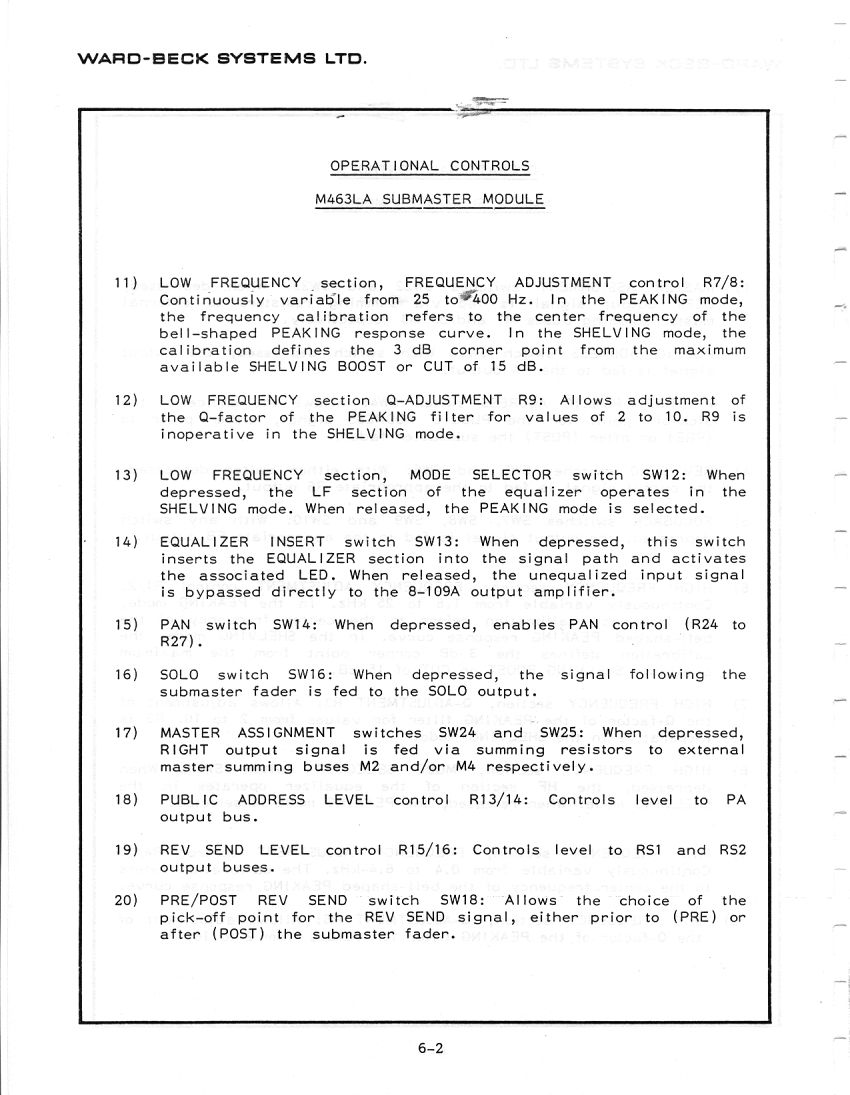 WARD-BECK SYSTEMS LTD.
OPERATIONAL CONTROLS
M463LA SUBMASTER MODULE
11) LOW FREQUENCY section, FREQUENCY ADJUSTMENT control R7/8:
Continuously variable from 25 to 400 Hz. In the PEAKING mode,
the frequency calibration refers to the center frequency of the
bell-shaped PEAKING response curve. In the SHELVING mode, the
calibration defines the 3 dB corner point from the maximum
available SHELVING BOOST or CUT of 15 dB.
12) LOW FREQUENCY section Q-ADJUSTMENT R9: Allows adjustment of
the Q-factor of the PEAKING filter for values of 2 to 10. R9 is
inoperative in the SHELVING mode.
13) LOW FREQUENCY section, MODE SELECTOR switch SW12: When
depressed, the LF section of the equalizer operates in the
SHELVING mode. When released, the PEAKING mode is selected.
14) EQUALIZER INSERT switch SW13: When depressed, this switch
inserts the EQUALIZER section into the signal path and activates
the associated LED. When released, the unequalized input signal
is bypassed directly to the 8-109A output amplifier.
15) PAN switch SW14: When depressed, enables PAN control (R24 to
R27).
16) SOLO switch SW16: When depressed, the signal following the
submaster fader is fed to the SOLO output.
17) MASTER ASSIGNMENT switches SW24 and SW25: When depressed,
RIGHT output signal is fed via summing resistors to external
master summing buses M2 and/or M4 respectively.
18) PUBLIC ADDRESS LEVEL control R13/14: Controls level to PA
output bus.
19) REV SEND LEVEL control R15/16: Controls level to RS1 and RS2
output buses.
20) PRE/POST REV SEND switch SW18: Allows the choice of the
pick-off point for the REV SEND signal, either prior to (PRE) or
after (POST) the submaster fader.
6-2